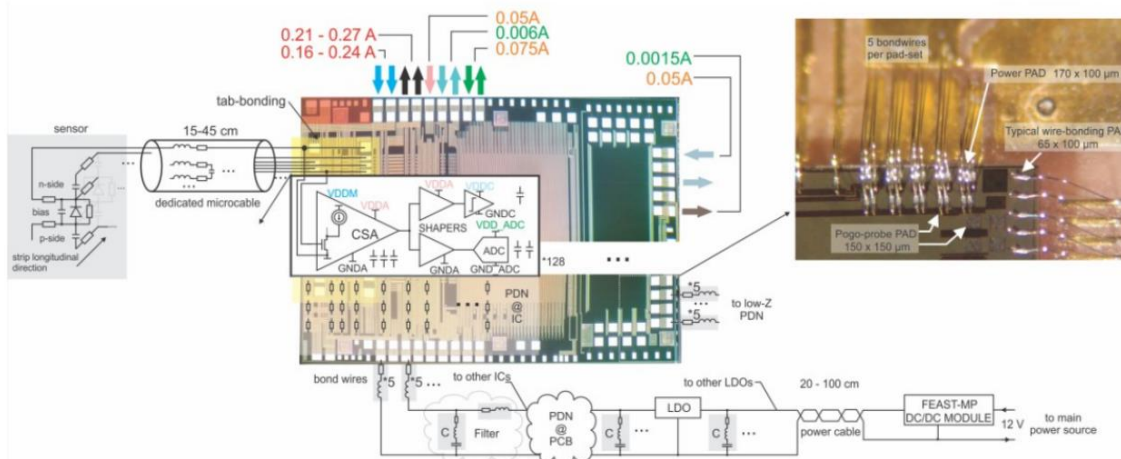 0.21 - 0.27 A
0.16 - 0.24 A
0.05A
0.006A
0.075A
0.0015A
0.05A
tab-bonding
sensor
15-45 cm
n-side
bias
p-side
strip longitudinal
direction
dedicated microcable
VDDM
VDDA
CSA
GNDA
VDDA
SHAPERS
GNDA
VDDC
GNDC
VDD_ADC
ADC
GND_ADC
*128
...
PDN
@
IC
*5
...
*5
to low-Z
PDN
bond wires
*5
*5
...
to other ICs
C
Filter
PDN
@
PCB
C
...
LDO
to other LDOs
C
...
20 - 100 cm
power cable
FEAST-MP
DC/DC MODULE
12 V
to main
power source
5 bondwires
per pad-set
Power PAD 170 x 100 µm
Typical wire-bonding PA
65 x 100µm
Pogo-probe PAD
150 x 150µm